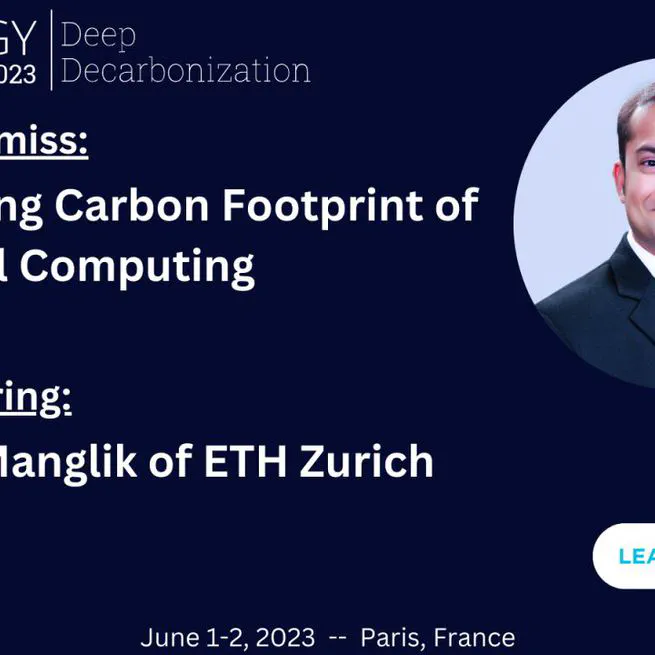 GY
2023
Deep
Decarbonization
miss:
ng Carbon Footprint of
l Computing
ring:
Manglik of ETH Zurich
LEA
June 1-2, 2023 -- Paris, France